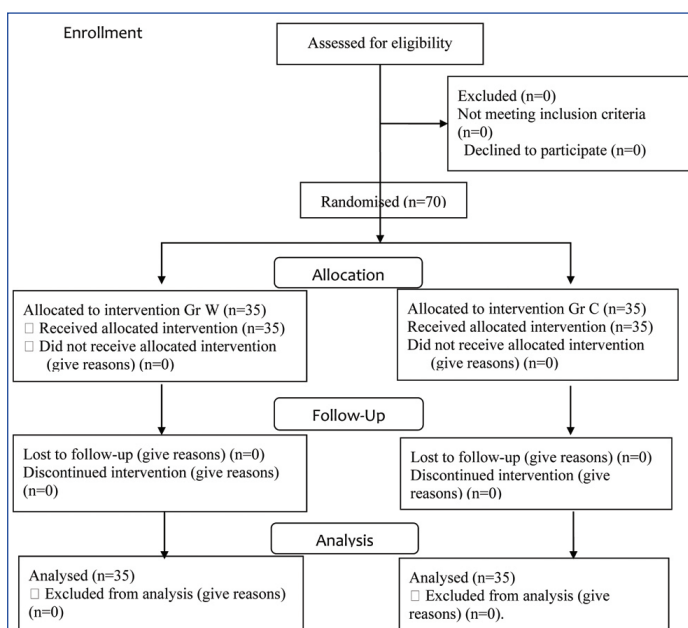 Enrollment
Assessed for eligibility
Excluded (n=0)
Not meeting inclusion criteria
(n=0)
Declined to participate (n=0)
Randomised (n=70)
Allocation
Allocated to intervention Gr W (n=35)
□ Received allocated intervention (n=35)
□ Did not receive allocated intervention
(give reasons) (n=0)
Allocated to intervention Gr C (n=35)
Received allocated intervention (n=35)
Did not receive allocated intervention
(give reasons) (n=0)
Follow-Up
Lost to follow-up (give reasons) (n=0)
Discontinued intervention (give reasons)
(n=0)
Lost to follow-up (give reasons) (n=0)
Discontinued intervention (give
reasons) (n=0)
Analysis
Analysed (n=35)
□ Excluded from analysis (give reasons)
(n=0)
Analysed (n=35)
□ Excluded from analysis (give
reasons) (n=0).